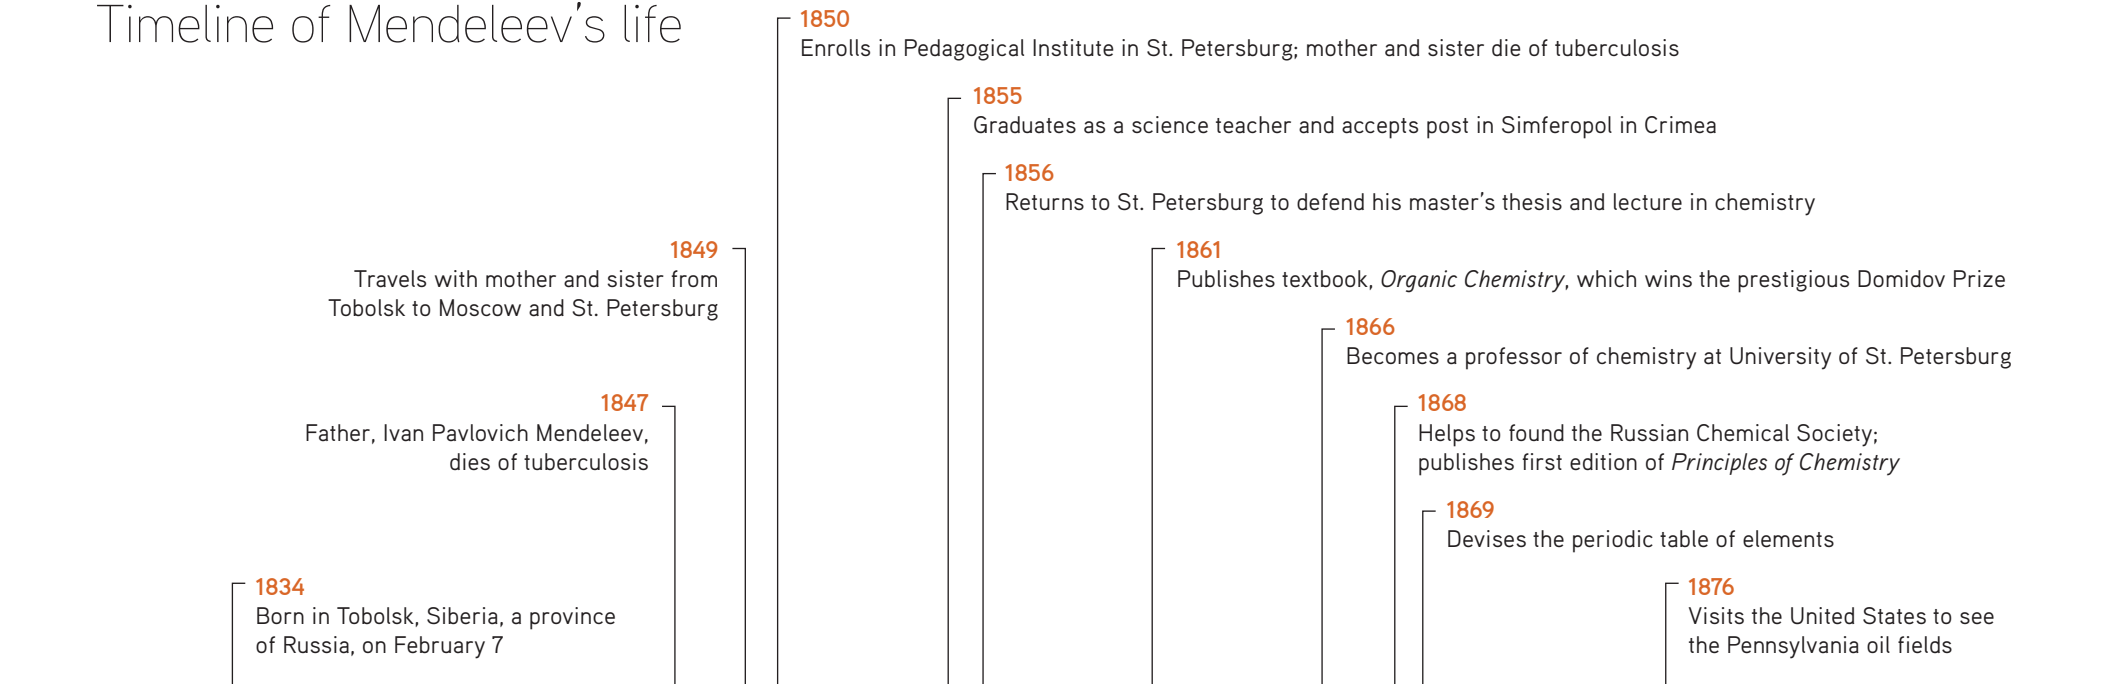 Timeline of Mendeleev's life
1850
Enrolls in Pedagogical Institute in St. Petersburg; mother and sister die of tuberculosis
1855
Graduates as a science teacher and accepts post in Simferopol in Crimea
1856
Returns to St. Petersburg to defend his master's thesis and lecture in chemistry
1849
Travels with mother and sister from
Tobolsk to Moscow and St. Petersburg
1861
Publishes textbook, Organic Chemistry, which wins the prestigious Domidov Prize
1866
Becomes a professor of chemistry at University of St. Petersburg
1847
Father, Ivan Pavlovich Mendeleev,
dies of tuberculosis
1868
Helps to found the Russian Chemical Society;
publishes first edition of Principles of Chemistry
1869
Devises the periodic table of elements
1834
Born in Tobolsk, Siberia, a province
of Russia, on February 7
1876
Visits the United States to see
the Pennsylvania oil fields